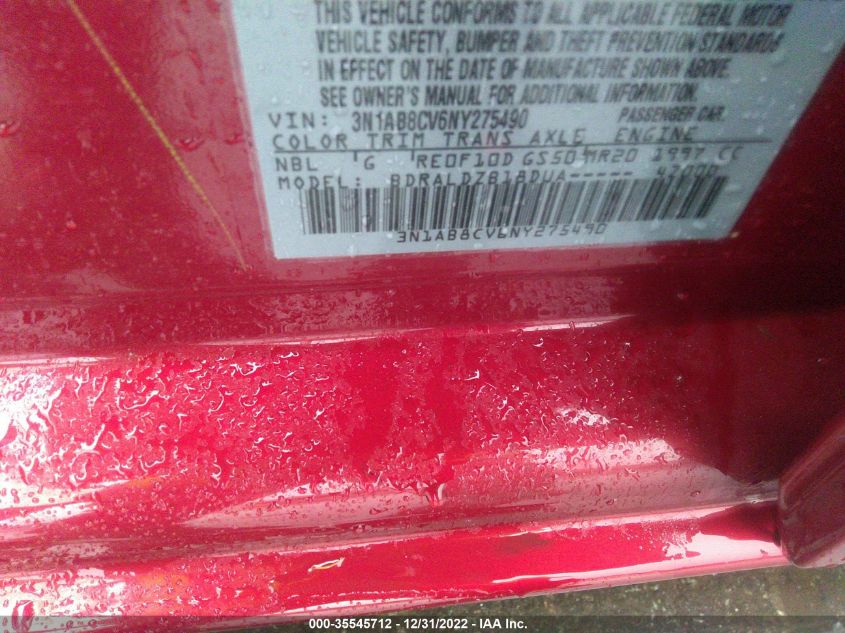 THIS VEHICLE CONFORMS TO ALL APPLICABLE FEDERAL MOTOR
VEHICLE SAFETY, BUMPER AND THEFT PREVENTION STANDARDS
IN EFFECT ON THE DATE OF MANUFACTURE SHOWN ABOVE.
SEE OWNER'S MANUAL FOR ADDITIONAL INFORMATION.
VIN: 3N1AB8CV6NY275490 PASSENGER CAR
COLOR TRIM TRANS AXLE ENGINE
NBL G RE0F10D GS50 MR20 1997 CC
MODEL: BDRALDZB18DUA-----
3N1AB8CV6NY275490
000-35545712 - 12/31/2022 - IAA Inc.